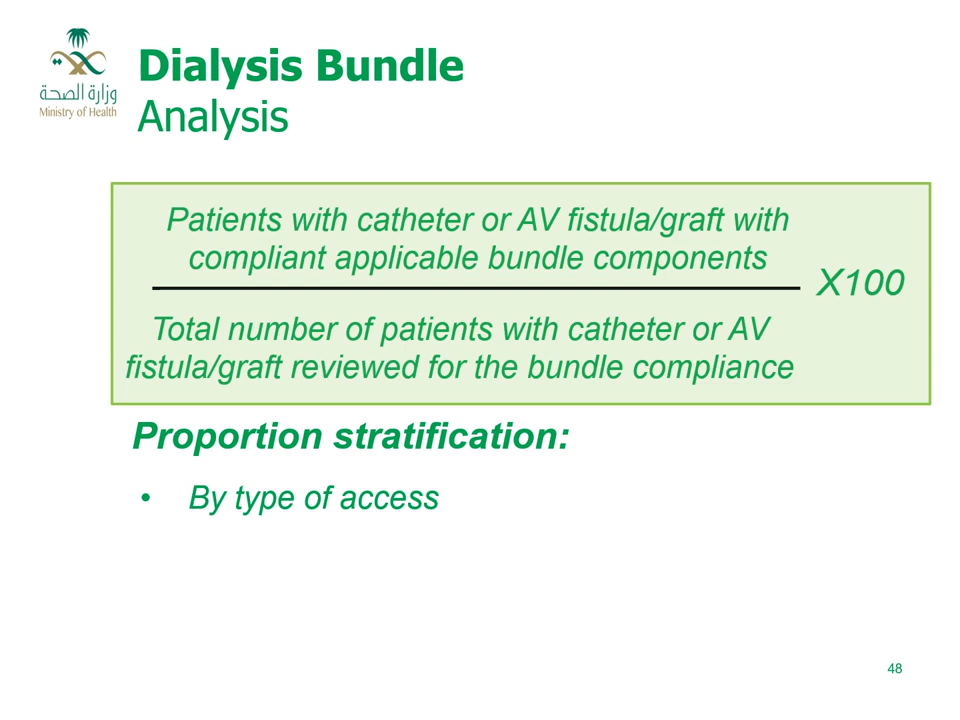 وزارة الصحة
Ministry of Health
Dialysis Bundle
Analysis
Patients with catheter or AV fistula/graft with
compliant applicable bundle components
X100
Total number of patients with catheter or AV
fistula/graft reviewed for the bundle compliance
Proportion stratification:
• By type of access
48